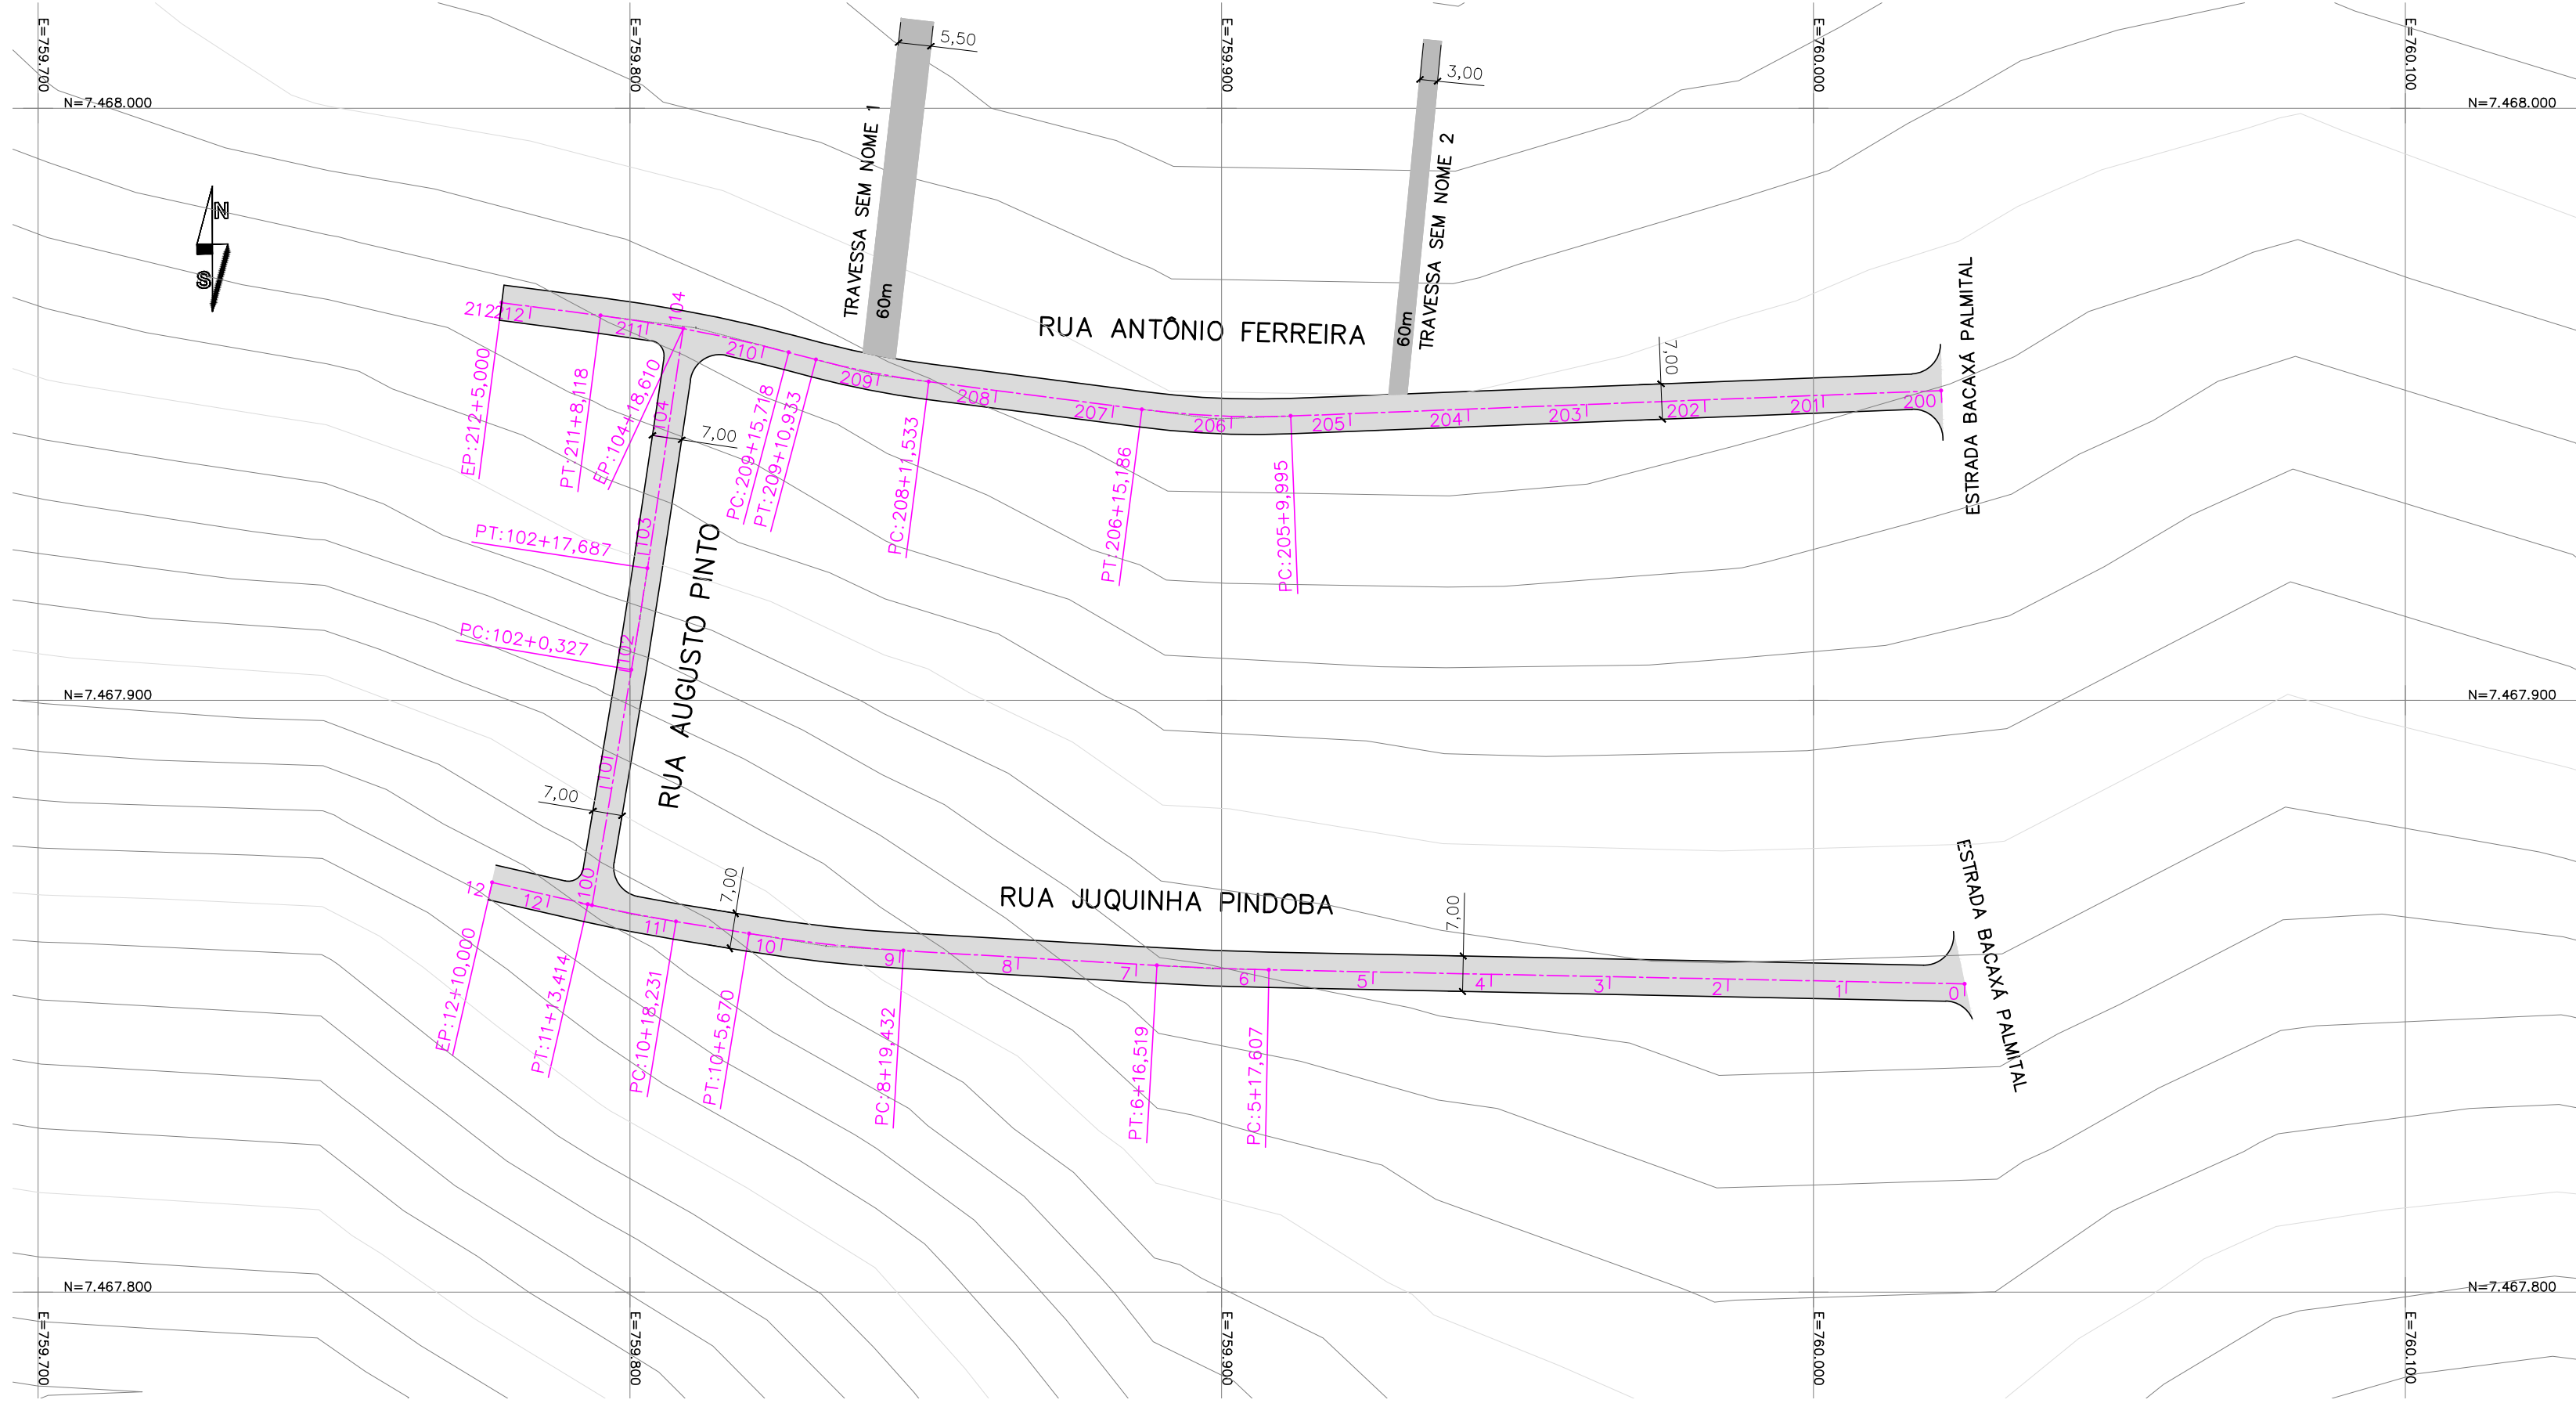 E=759.700
E=759.800
E=759.900
E=760.000
E=760.100
5,50
3,00
N=7.468.000
N=7.468.000
TRAVESSA SEM NOME 1
60m
TRAVESSA SEM NOME 2
60m
N
S
RUA ANTÔNIO FERREIRA
ESTRADA BACAXÁ PALMITAL
7,00
212
212
211
104
210
209
208
207
206
205
204
203
202
201
200
EP:212+5,000
PT:211+8,118
EP:104+18,610
PC:209+15,718
PT:209+10,933
PC:208+11,533
PT:206+15,186
PC:205+9,995
104
7,00
103
PT:102+17,687
RUA AUGUSTO PINTO
102
PC:102+0,327
N=7.467.900
N=7.467.900
101
7,00
100
7,00
RUA JUQUINHA PINDOBA
7,00
ESTRADA BACAXÁ PALMITAL
12
12
11
10
9
8
7
6
5
4
3
2
1
0
EP:12+10,000
PT:11+13,414
PC:10+18,231
PT:10+5,670
PC:8+19,432
PT:6+16,519
PC:5+17,607
N=7.467.800
N=7.467.800
E=759.700
E=759.800
E=759.900
E=760.000
E=760.100